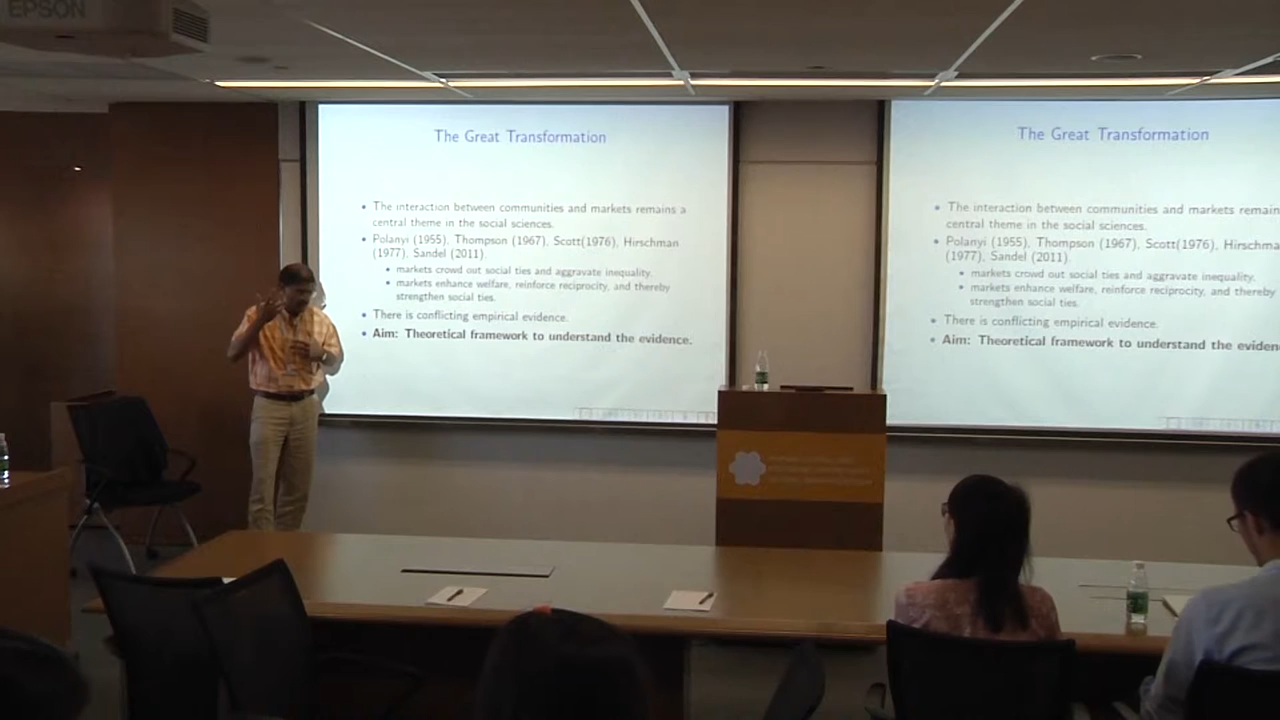 EPSON
The Great Transformation
The interaction between communities and markets remains a
central theme in the social sciences.
Polanyi (1955), Thompson (1967), Scott(1976), Hirschman
(1977), Sandel (2011).
markets crowd out social ties and aggravate inequality.
markets enhance welfare, reinforce reciprocity, and thereby
strengthen social ties.
There is conflicting empirical evidence.
Aim: Theoretical framework to understand the evidence.
The Great Transformation
The interaction between communities and markets remain
central theme in the social sciences.
Polanyi (1955), Thompson (1967), Scott(1976), Hirschma
(1977), Sandel (2011).
markets crowd out social ties and aggravate inequality.
markets enhance welfare, reinforce reciprocity, and thereby
strengthen social ties.
There is conflicting empirical evidence.
Aim: Theoretical framework to understand the eviden